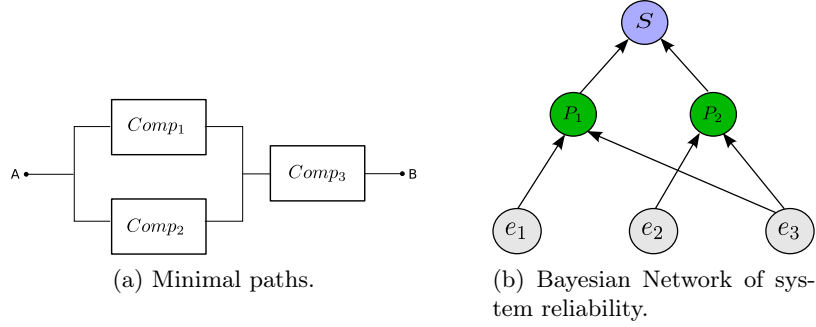 A
Comp₁
Comp₂
Comp₃
B
(a) Minimal paths.
S
P₁
P₂
e₁
e₂
e₃
(b) Bayesian Network of sys-
tem reliability.